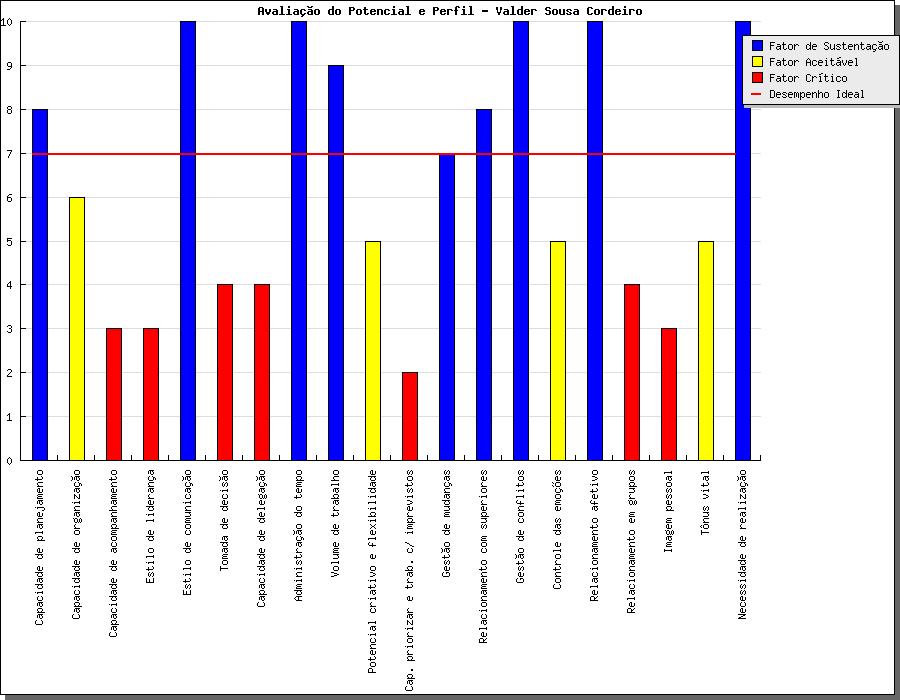 Avaliação do Potencial e Perfil - Valder Sousa Cordeiro
Fator de Sustentação
Fator Aceitável
Fator Crítico
Desempenho Ideal
10
9
8
7
6
5
4
3
2
1
0
Capacidade de planejamento
Capacidade de organização
Capacidade de acompanhamento
Estilo de liderança
Estilo de comunicação
Tomada de decisão
Capacidade de delegação
Administração do tempo
Volume de trabalho
Potencial criativo e flexibilidade
Cap. priorizar e trab. c/ imprevistos
Gestão de mudanças
Relacionamento com superiores
Gestão de conflitos
Controle das emoções
Relacionamento afetivo
Relacionamento em grupos
Imagem pessoal
Tônus vital
Necessidade de realização